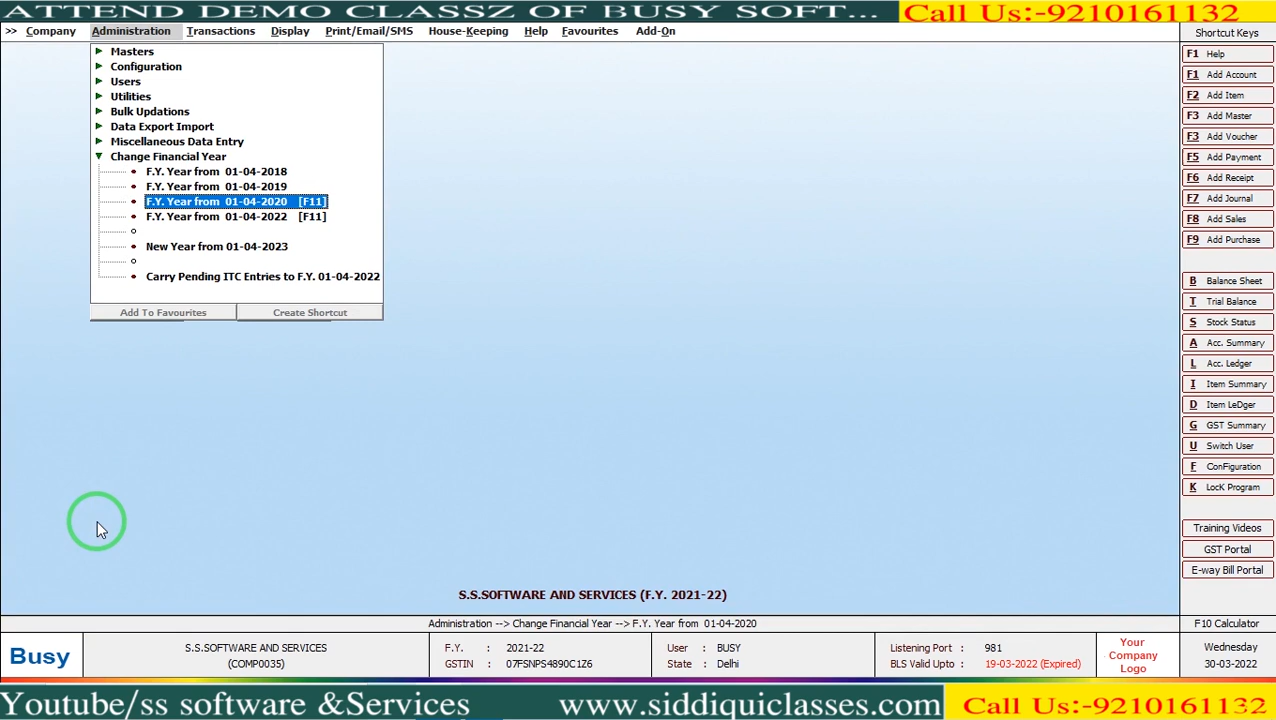 ATTEND DEMO CLASSZ OF BUSY SOFT...
Call Us:-9210161132
>> Company Administration Transactions Display Print/Email/SMS House-Keeping Help Favourites Add-On
Shortcut Keys
Masters
Configuration
Users
Utilities
Bulk Updations
Data Export Import
Miscellaneous Data Entry
Change Financial Year
F.Y. Year from 01-04-2018
F.Y. Year from 01-04-2019
F.Y. Year from 01-04-2020 [F11]
F.Y. Year from 01-04-2022 [F11]
New Year from 01-04-2023
Carry Pending ITC Entries to F.Y. 01-04-2022
Add To Favourites Create Shortcut
F1 Help
F1 Add Account
F2 Add Item
F3 Add Master
F3 Add Voucher
F5 Add Payment
F6 Add Receipt
F7 Add Journal
F8 Add Sales
F9 Add Purchase
B Balance Sheet
T Trial Balance
S Stock Status
A Acc. Summary
L Acc. Ledger
I Item Summary
D Item LeDger
G GST Summary
U Switch User
F ConFiguration
K LocK Program
Training Videos
GST Portal
E-way Bill Portal
S.S.SOFTWARE AND SERVICES (F.Y. 2021-22)
Administration --> Change Financial Year --> F.Y. Year from 01-04-2020
F10 Calculator
Busy
S.S.SOFTWARE AND SERVICES
(COMP0035)
F.Y. : 2021-22
GSTIN : 07FSNPS4890C1Z6
User : BUSY
State : Delhi
Listening Port : 981
BLS Valid Upto : 19-03-2022 (Expired)
Your
Company
Logo
Wednesday
30-03-2022
Youtube/ss software &Services www.siddiquiclasses.com Call Us:-9210161132